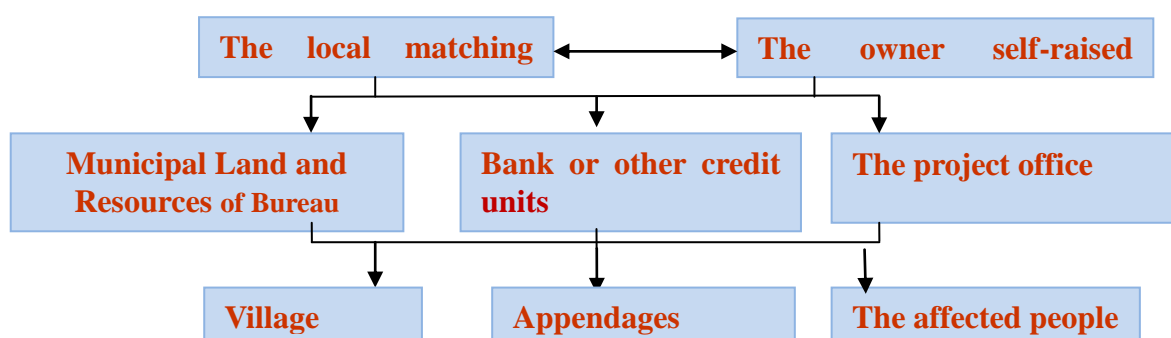 The local matching
The owner self-raised
Municipal Land and
Resources of Bureau
Bank or other credit
units
The project office
Village
Appendages
The affected people